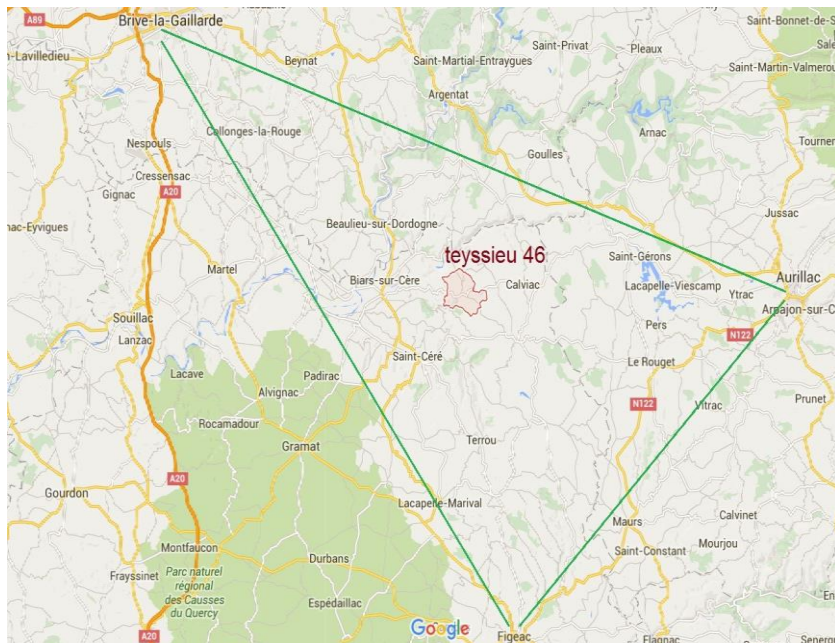 A89
Brive-la-Gaillarde
Saint-Bonnet-de-S
Saint-Privat
Pleaux
n-Lavilledieu
Beynat
Saint-Martial-Entraygues
Saint-Martin-Valmerou
Argentat
Collonges-la-Rouge
Arnac
Nespouls
Goulles
Tourner
Cressensac
A20
Gignac
Jussac
nac-Eyvigues
Beaulieu-sur-Dordogne
teyssieu 46
Saint-Gérons
Martel
Biars-sur-Cère
Calviac
Lacapelle-Viescamp
Ytrac
Aurillac
Arpajon-sur-C
Souillac
Pers
N122
Lanzac
Saint-Céré
Le Rouget
Lacave
Padirac
Alvignac
N122
Vitrac
Prunet
Rocamadour
Gramat
Terrou
A20
Gourdon
Lacapelle-Marival
Calvinet
Maurs
Montfaucon
Mourjou
Saint-Constant
Durbans
Frayssinet
Parc naturel
régional
des Causses
du Quercy
Espédaillac
Google
A20
Figeac
Flagnac
Senerg